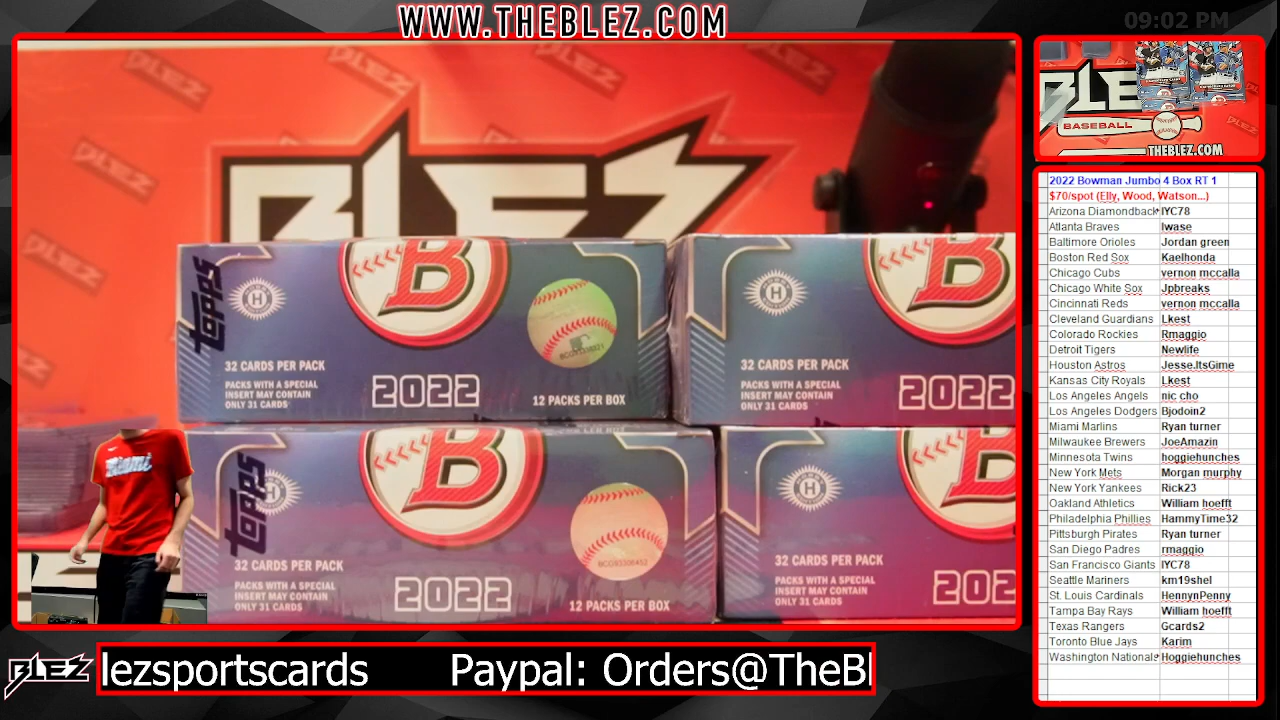 WWW.THEBLEZ.COM
09:02 PM
BLEZ
BLEZ
BASEBALL
THEBLEZ.COM
topps
B
32 CARDS PER PACK
PACKS WITH A SPECIAL
INSERT MAY CONTAIN
ONLY 31 CARDS
2022
12 PACKS PER BOX
B
32 CARDS PER PACK
PACKS WITH A SPECIAL
INSERT MAY CONTAIN
ONLY 31 CARDS
2022
topps
B
32 CARDS PER PACK
PACKS WITH A SPECIAL
INSERT MAY CONTAIN
ONLY 31 CARDS
2022
BCG93306452
12 PACKS PER BOX
B
32 CARDS PER PACK
PACKS WITH A SPECIAL
INSERT MAY CONTAIN
ONLY 31 CARDS
202
Miami
2022 Bowman Jumbo 4 Box RT 1
$70/spot (Elly, Wood, Watson...)
Arizona Diamondback IYC78
Atlanta Braves Iwase
Baltimore Orioles Jordan green
Boston Red Sox Kaelhonda
Chicago Cubs vernon mccalla
Chicago White Sox Jpbreaks
Cincinnati Reds vernon mccalla
Cleveland Guardians Lkest
Colorado Rockies Rmaggio
Detroit Tigers Newlife
Houston Astros Jesse.ItsGime
Kansas City Royals Lkest
Los Angeles Angels nic cho
Los Angeles Dodgers Bjodoin2
Miami Marlins Ryan turner
Milwaukee Brewers JoeAmazin
Minnesota Twins hoggiehunches
New York Mets Morgan murphy
New York Yankees Rick23
Oakland Athletics William hoefft
Philadelphia Phillies HammyTime32
Pittsburgh Pirates Ryan turner
San Diego Padres rmaggio
San Francisco Giants IYC78
Seattle Mariners km19shel
St. Louis Cardinals HennynPenny
Tampa Bay Rays William hoefft
Texas Rangers Gcards2
Toronto Blue Jays Karim
Washington Nationals Hoggiehunches
BLEZ
lezsportscards Paypal: Orders@TheBl